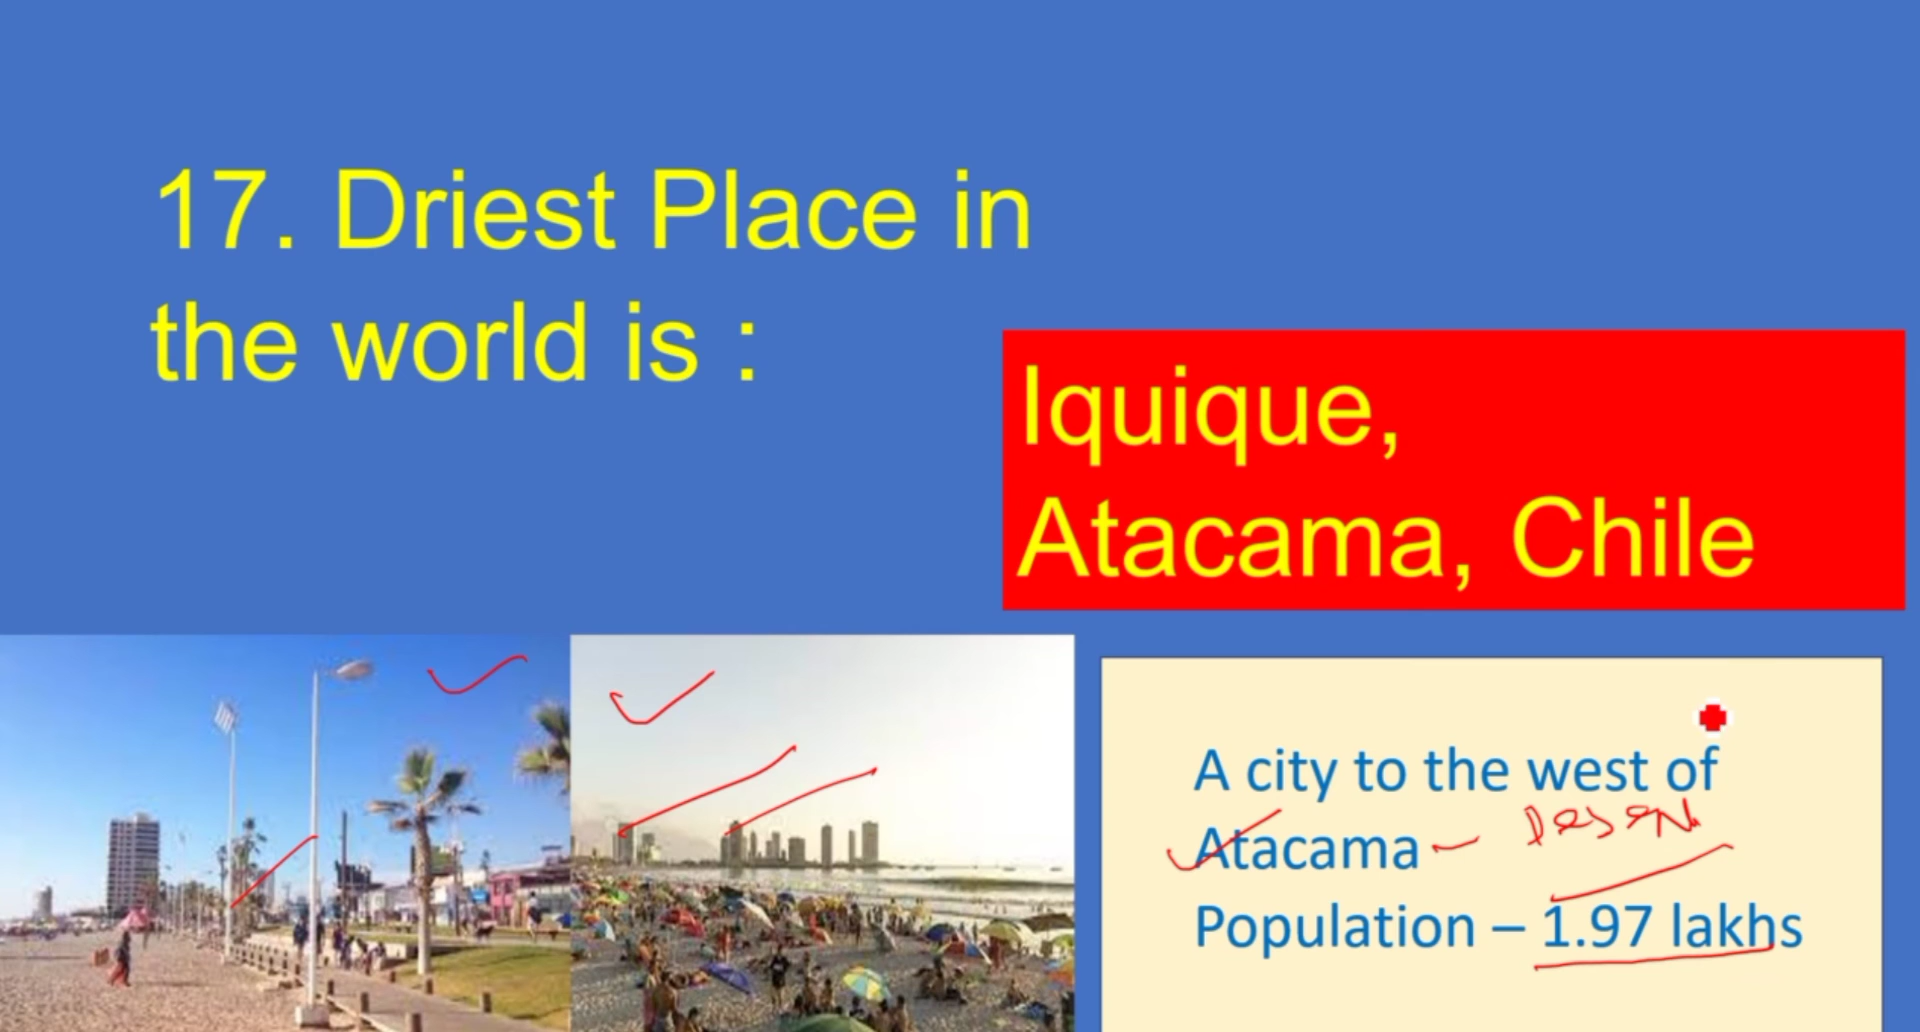 17. Driest Place in
the world is :
Iquique,
Atacama, Chile
A city to the west of
Atacama - Desert
Population – 1.97 lakhs